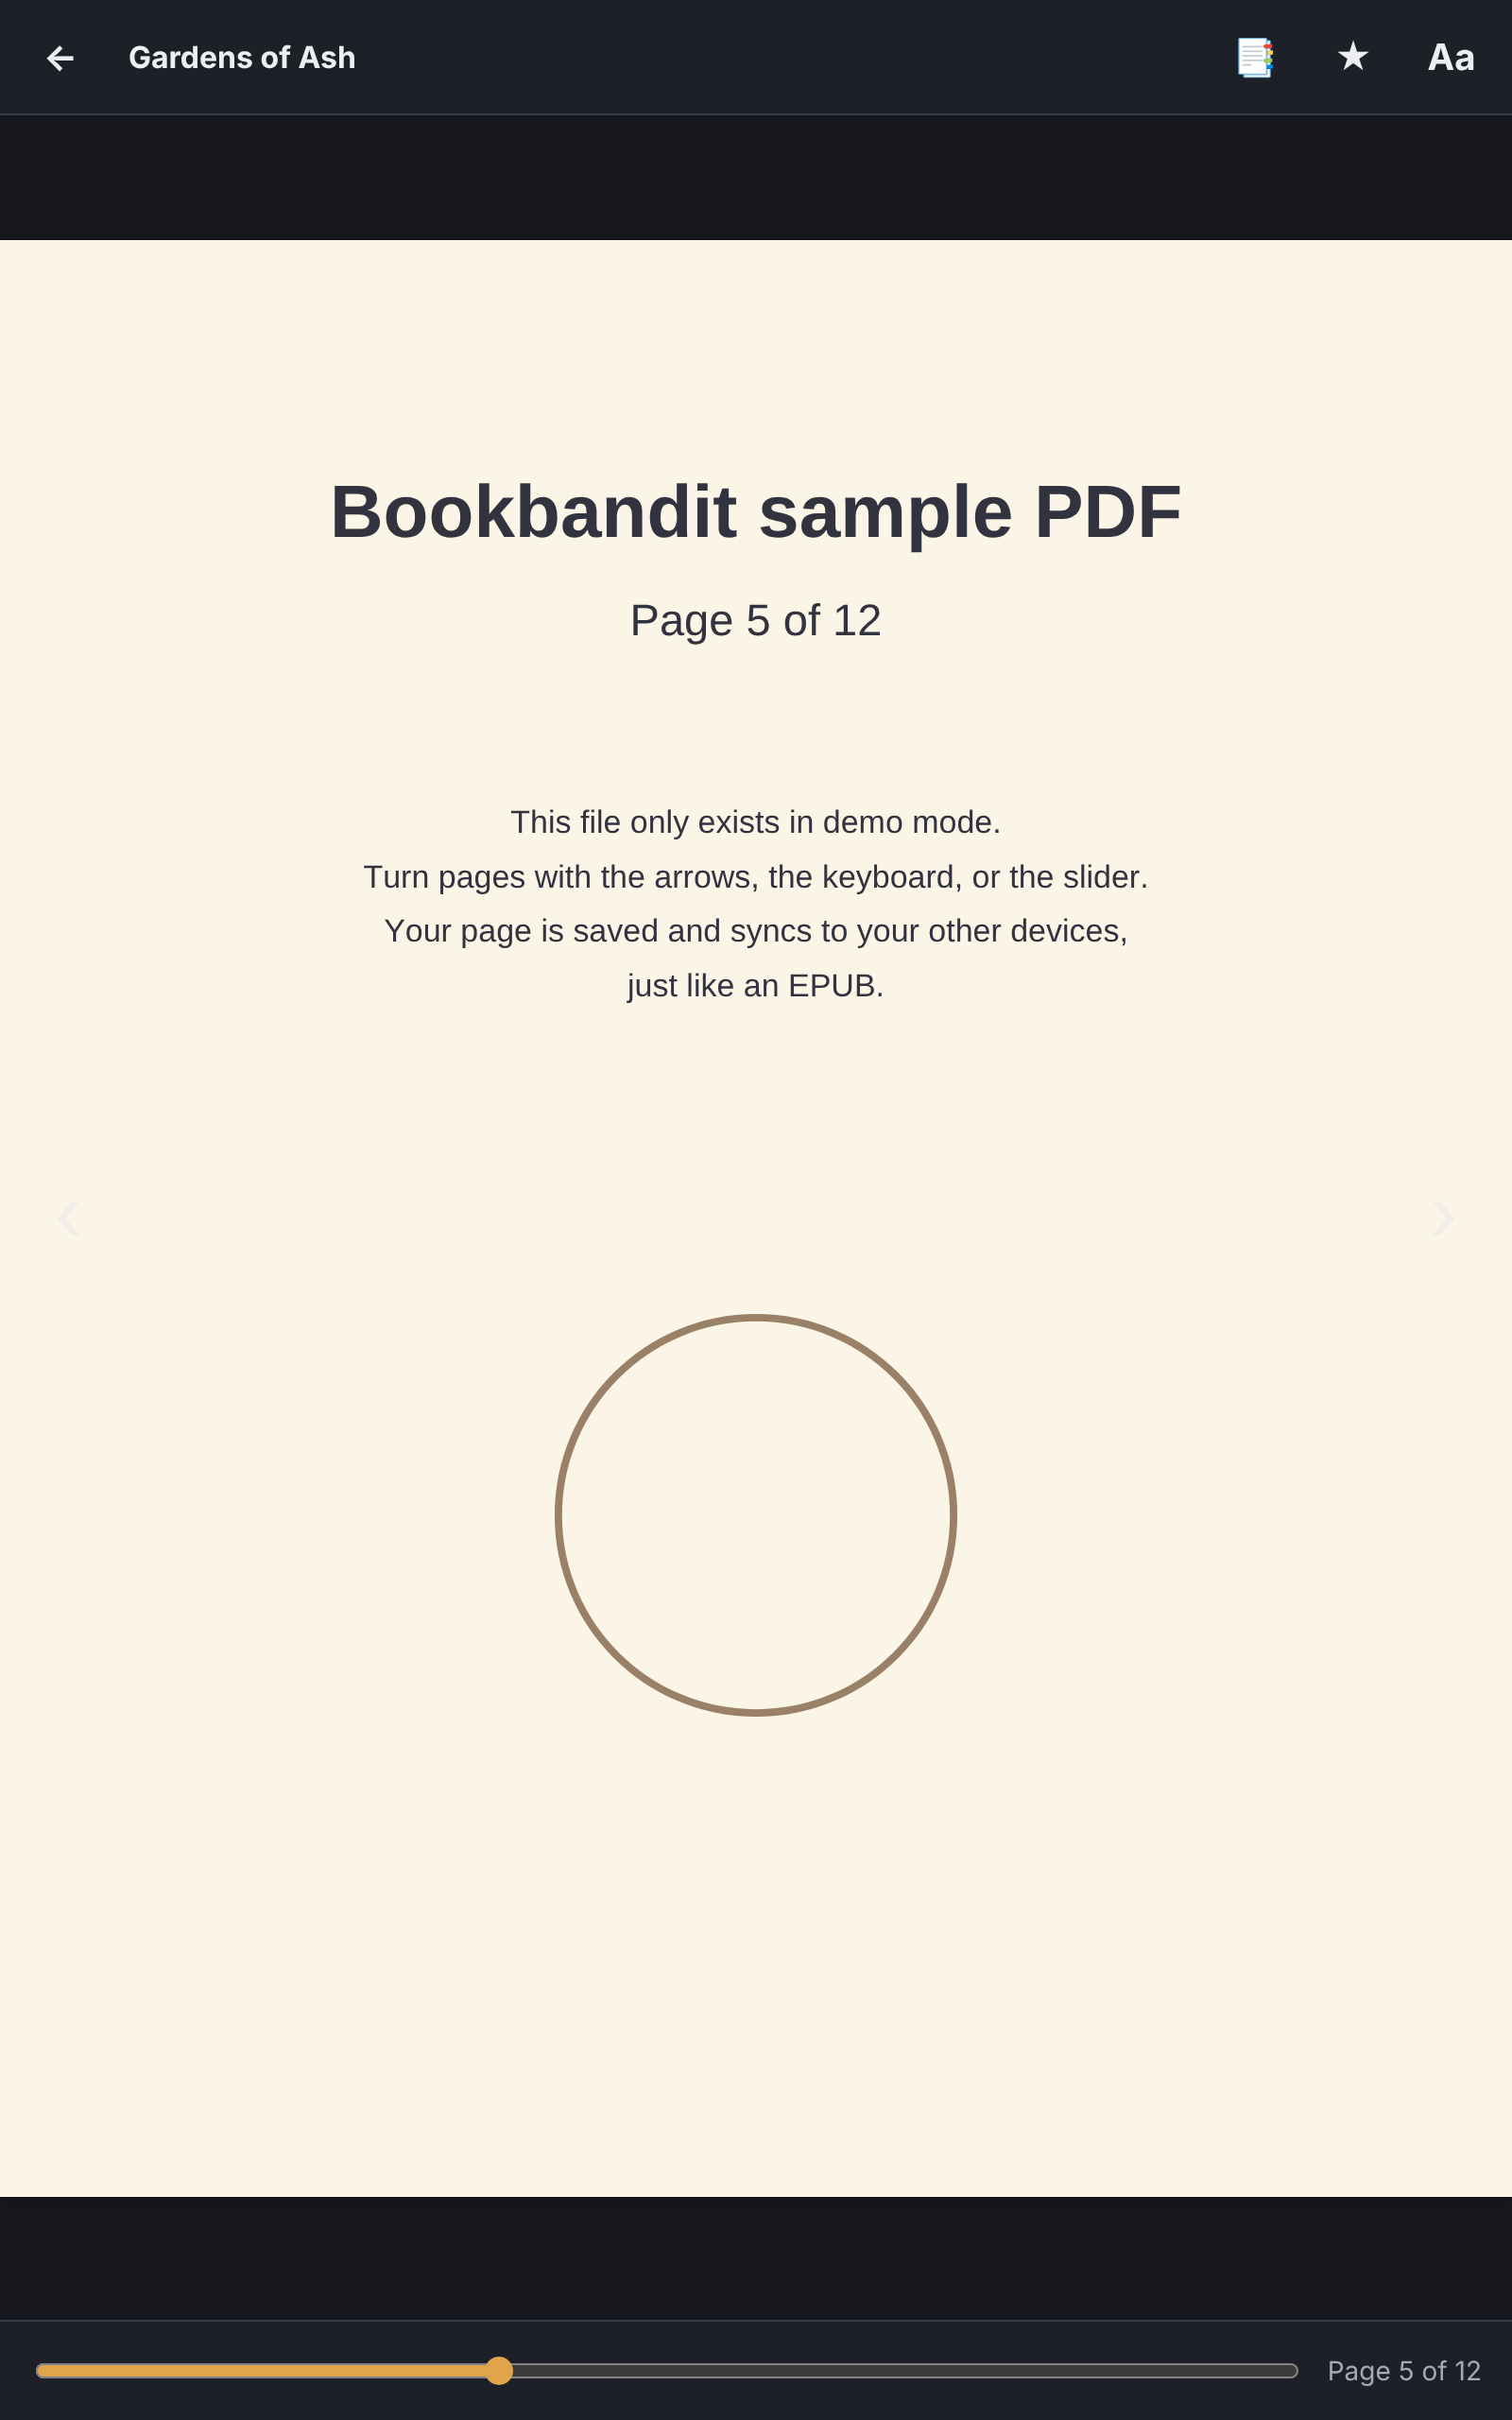 Gardens of Ash
Aa
Bookbandit sample PDF
Page 5 of 12
This file only exists in demo mode.
Turn pages with the arrows, the keyboard, or the slider.
Your page is saved and syncs to your other devices,
just like an EPUB.
Page 5 of 12